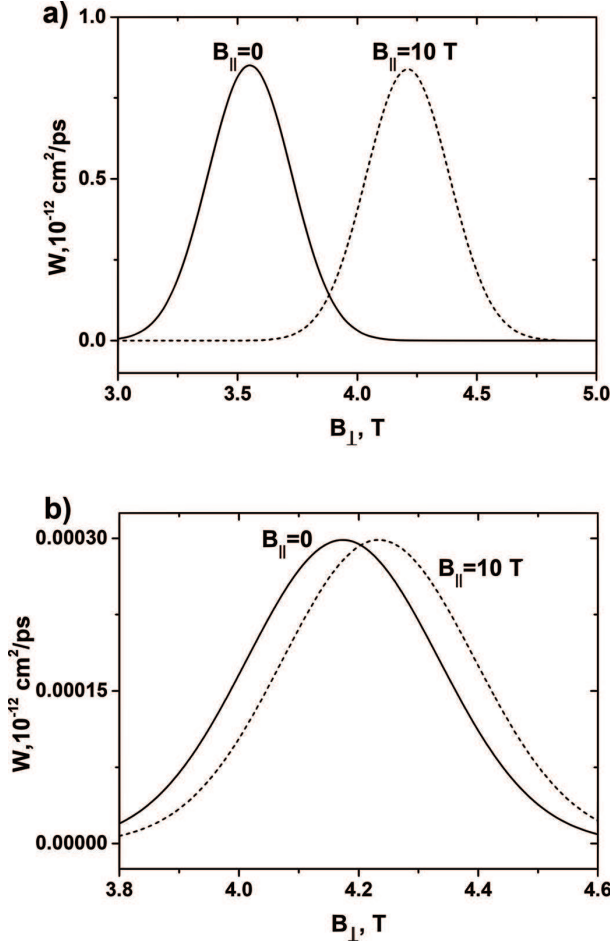 a)
1.0
B||=0
B||=10 T
0.5
W,10⁻¹² cm²/ps
0.0
3.0 3.5 4.0 4.5 5.0
B⊥, T
b)
0.00030
B||=0
B||=10 T
0.00015
W,10⁻¹² cm²/ps
0.00000
3.8 4.0 4.2 4.4 4.6
B⊥, T